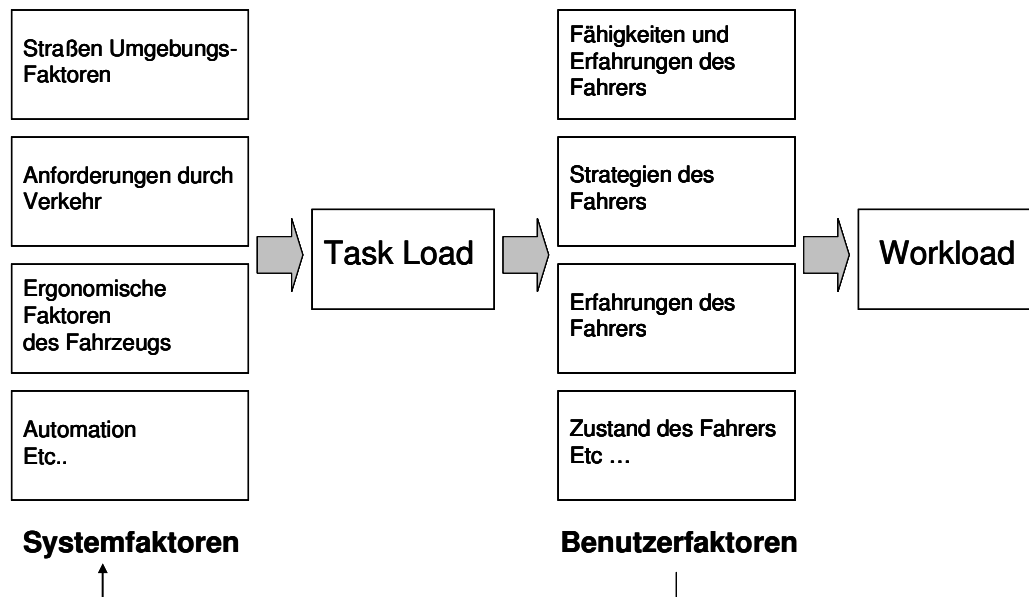 Straßen Umgebungs-
Faktoren
Anforderungen durch
Verkehr
Ergonomische
Faktoren
des Fahrzeugs
Automation
Etc..
Systemfaktoren
Task Load
Fähigkeiten und
Erfahrungen des
Fahrers
Strategien des
Fahrers
Erfahrungen des
Fahrers
Zustand des Fahrers
Etc ...
Benutzerfaktoren
Workload